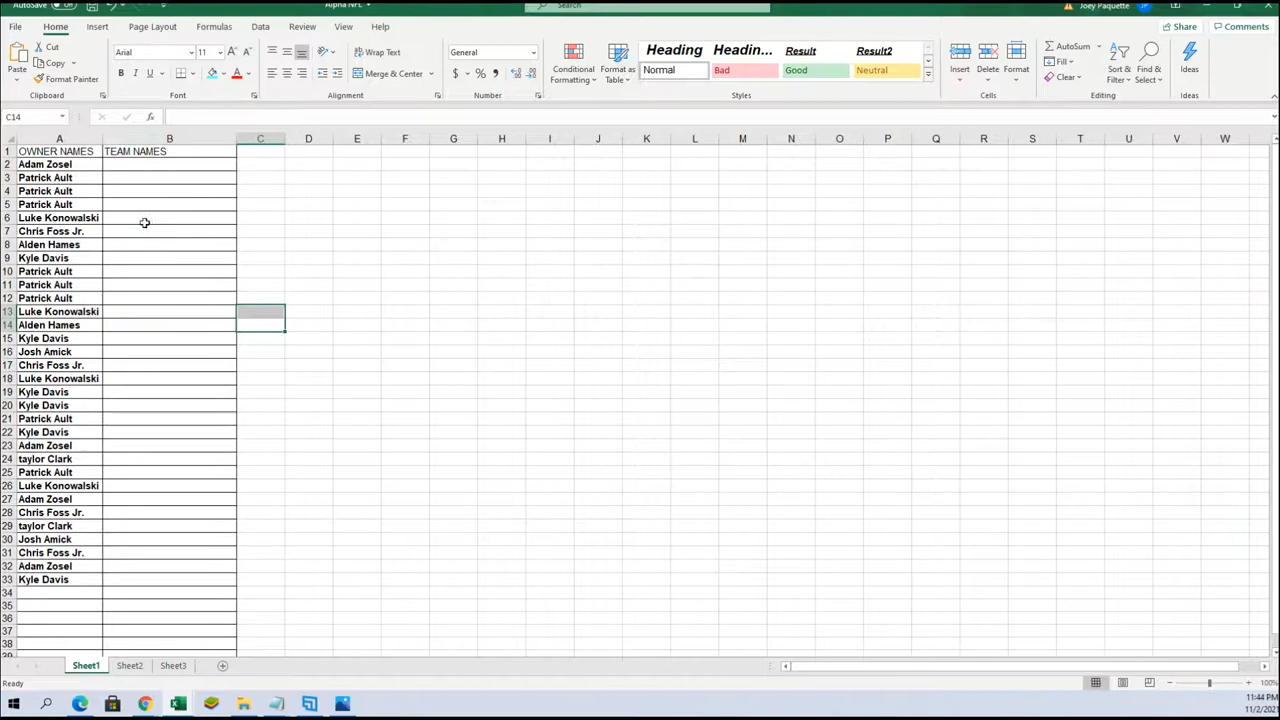 AutoSave Off
Alpha NFL
Search
Joey Paquette JP
File Home Insert Page Layout Formulas Data Review View Help
Share Comments
Cut
Copy
Format Painter
Paste
Clipboard
Arial 11
Font
Wrap Text
Merge & Center
Alignment
General
$ % ,
Number
Conditional Formatting
Format as Table
Heading Headin... Result Result2
Normal Bad Good Neutral
Styles
Insert Delete Format
Cells
AutoSum
Fill
Clear
Sort & Filter
Find & Select
Editing
Ideas
Ideas
C14 fx
A B C D E F G H I J K L M N O P Q R S T U V W
1 OWNER NAMES TEAM NAMES
2 Adam Zosel
3 Patrick Ault
4 Patrick Ault
5 Patrick Ault
6 Luke Konowalski
7 Chris Foss Jr.
8 Alden Hames
9 Kyle Davis
10 Patrick Ault
11 Patrick Ault
12 Patrick Ault
13 Luke Konowalski
14 Alden Hames
15 Kyle Davis
16 Josh Amick
17 Chris Foss Jr.
18 Luke Konowalski
19 Kyle Davis
20 Kyle Davis
21 Patrick Ault
22 Kyle Davis
23 Adam Zosel
24 taylor Clark
25 Patrick Ault
26 Luke Konowalski
27 Adam Zosel
28 Chris Foss Jr.
29 taylor Clark
30 Josh Amick
31 Chris Foss Jr.
32 Adam Zosel
33 Kyle Davis
34
35
36
37
38
39
Sheet1 Sheet2 Sheet3
Ready
100%
11:44 PM
11/2/2021